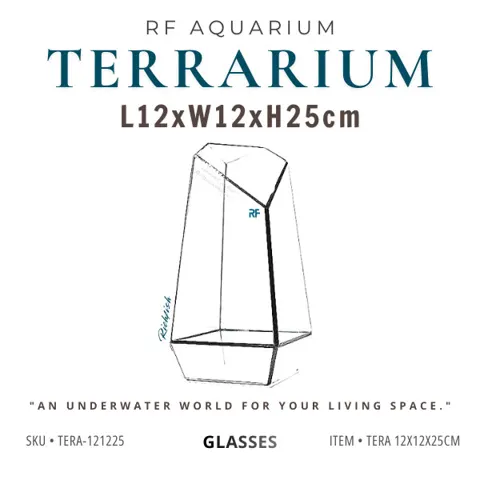 RF AQUARIUM
TERRARIUM
L12xW12xH25cm
RF
Richfish
"AN UNDERWATER WORLD FOR YOUR LIVING SPACE."
SKU • TERA-121225
GLASSES
ITEM • TERA 12X12X25CM